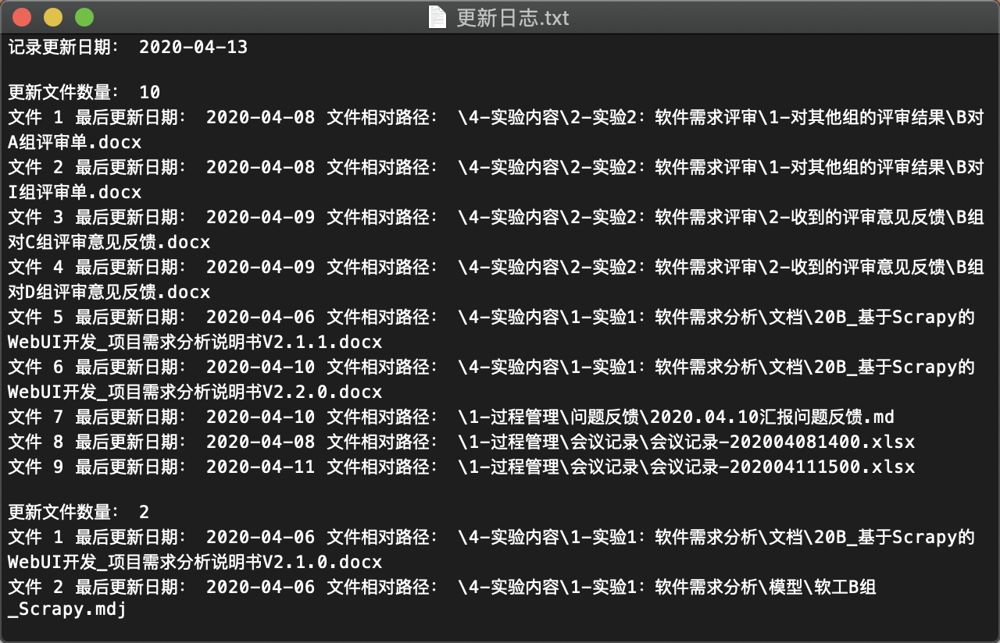 更新日志.txt
记录更新日期： 2020-04-13
更新文件数量： 10
文件 1 最后更新日期： 2020-04-08 文件相对路径： \4-实验内容\2-实验2：软件需求评审\1-对其他组的评审结果\B对
A组评审单.docx
文件 2 最后更新日期： 2020-04-08 文件相对路径： \4-实验内容\2-实验2：软件需求评审\1-对其他组的评审结果\B对
I组评审单.docx
文件 3 最后更新日期： 2020-04-09 文件相对路径： \4-实验内容\2-实验2：软件需求评审\2-收到的评审意见反馈\B组
对C组评审意见反馈.docx
文件 4 最后更新日期： 2020-04-09 文件相对路径： \4-实验内容\2-实验2：软件需求评审\2-收到的评审意见反馈\B组
对D组评审意见反馈.docx
文件 5 最后更新日期： 2020-04-06 文件相对路径： \4-实验内容\1-实验1：软件需求分析\文档\20B_基于Scrapy的
WebUI开发_项目需求分析说明书V2.1.1.docx
文件 6 最后更新日期： 2020-04-10 文件相对路径： \4-实验内容\1-实验1：软件需求分析\文档\20B_基于Scrapy的
WebUI开发_项目需求分析说明书V2.2.0.docx
文件 7 最后更新日期： 2020-04-10 文件相对路径： \1-过程管理\问题反馈\2020.04.10汇报问题反馈.md
文件 8 最后更新日期： 2020-04-08 文件相对路径： \1-过程管理\会议记录\会议记录-202004081400.xlsx
文件 9 最后更新日期： 2020-04-11 文件相对路径： \1-过程管理\会议记录\会议记录-202004111500.xlsx
更新文件数量： 2
文件 1 最后更新日期： 2020-04-06 文件相对路径： \4-实验内容\1-实验1：软件需求分析\文档\20B_基于Scrapy的
WebUI开发_项目需求分析说明书V2.1.0.docx
文件 2 最后更新日期： 2020-04-06 文件相对路径： \4-实验内容\1-实验1：软件需求分析\模型\软工B组
_Scrapy.mdj